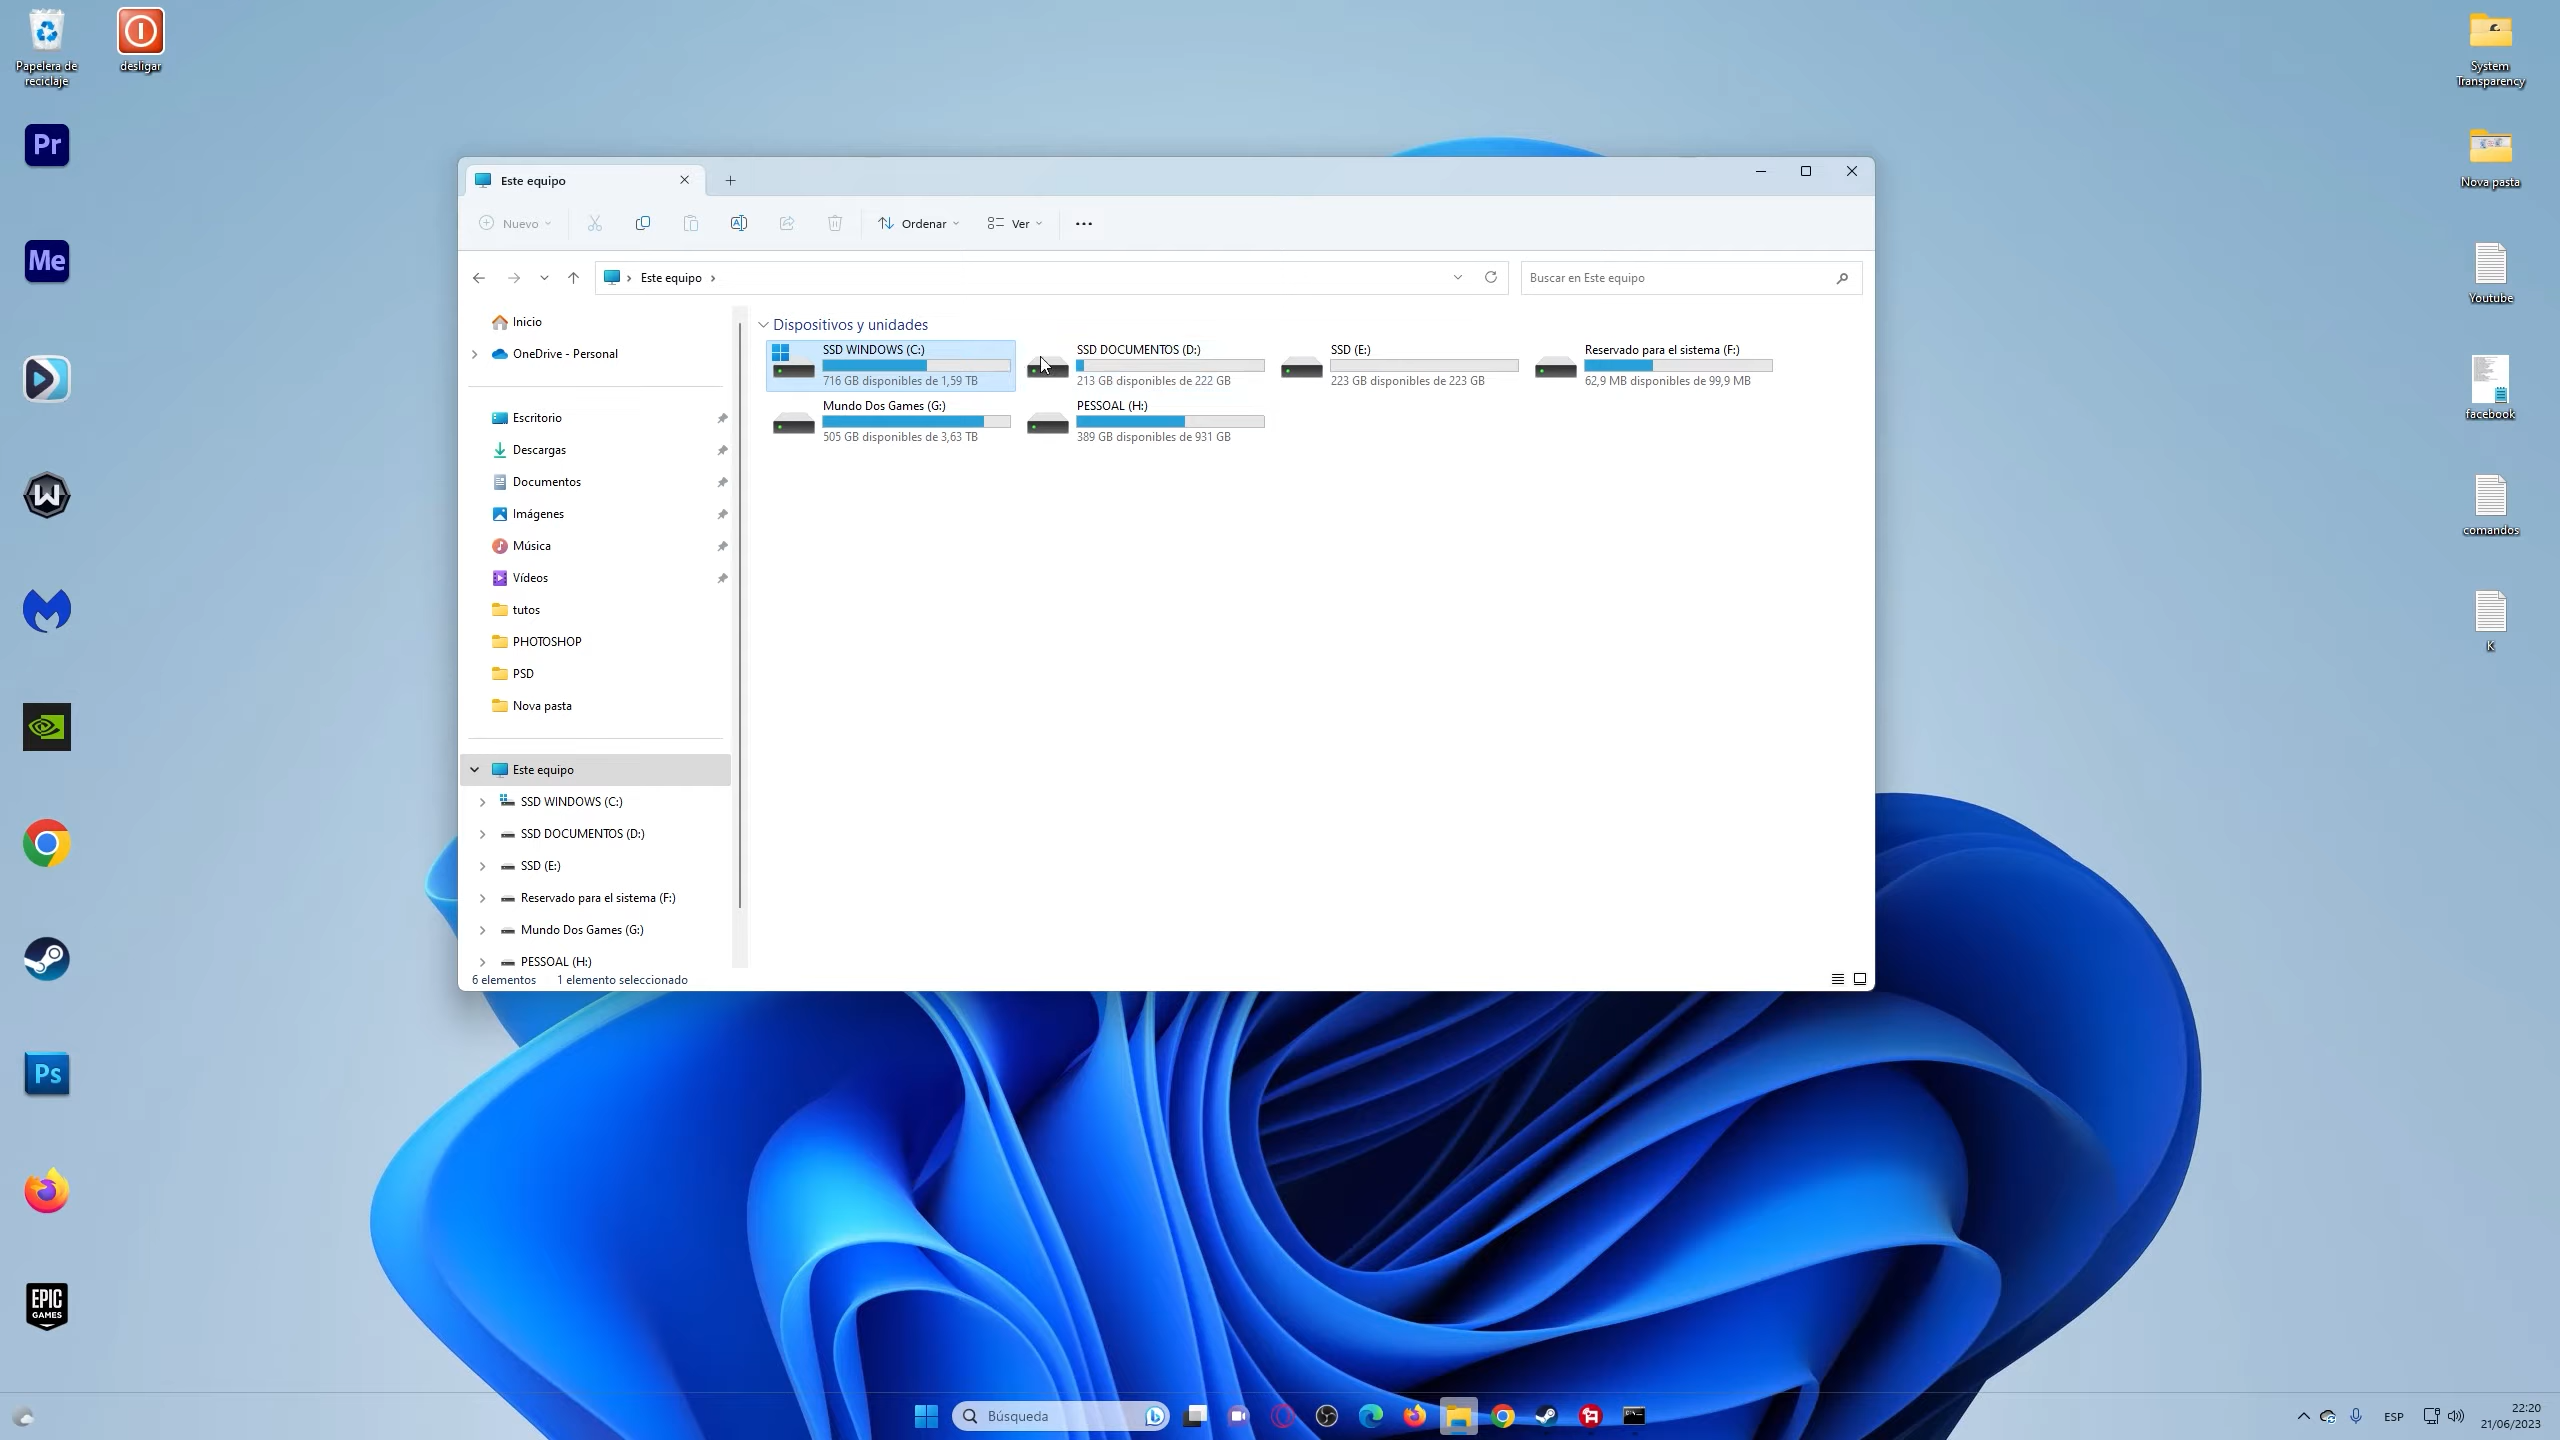 Papelera de
reciclaje
desligar
Pr
Me
W
Ps
EPIC
GAMES
System
Transparency
Nova pasta
Youtube
facebook
comandos
K
Este equipo
Nuevo
Ordenar
Ver
Este equipo
Buscar en Este equipo
Inicio
OneDrive - Personal
Escritorio
Descargas
Documentos
Imágenes
Música
Vídeos
tutos
PHOTOSHOP
PSD
Nova pasta
Este equipo
SSD WINDOWS (C:)
SSD DOCUMENTOS (D:)
SSD (E:)
Reservado para el sistema (F:)
Mundo Dos Games (G:)
PESSOAL (H:)
6 elementos 1 elemento seleccionado
Dispositivos y unidades
SSD WINDOWS (C:)
716 GB disponibles de 1,59 TB
SSD DOCUMENTOS (D:)
213 GB disponibles de 222 GB
SSD (E:)
223 GB disponibles de 223 GB
Reservado para el sistema (F:)
62,9 MB disponibles de 99,9 MB
Mundo Dos Games (G:)
505 GB disponibles de 3,63 TB
PESSOAL (H:)
389 GB disponibles de 931 GB
Búsqueda
ESP
22:20
21/06/2023